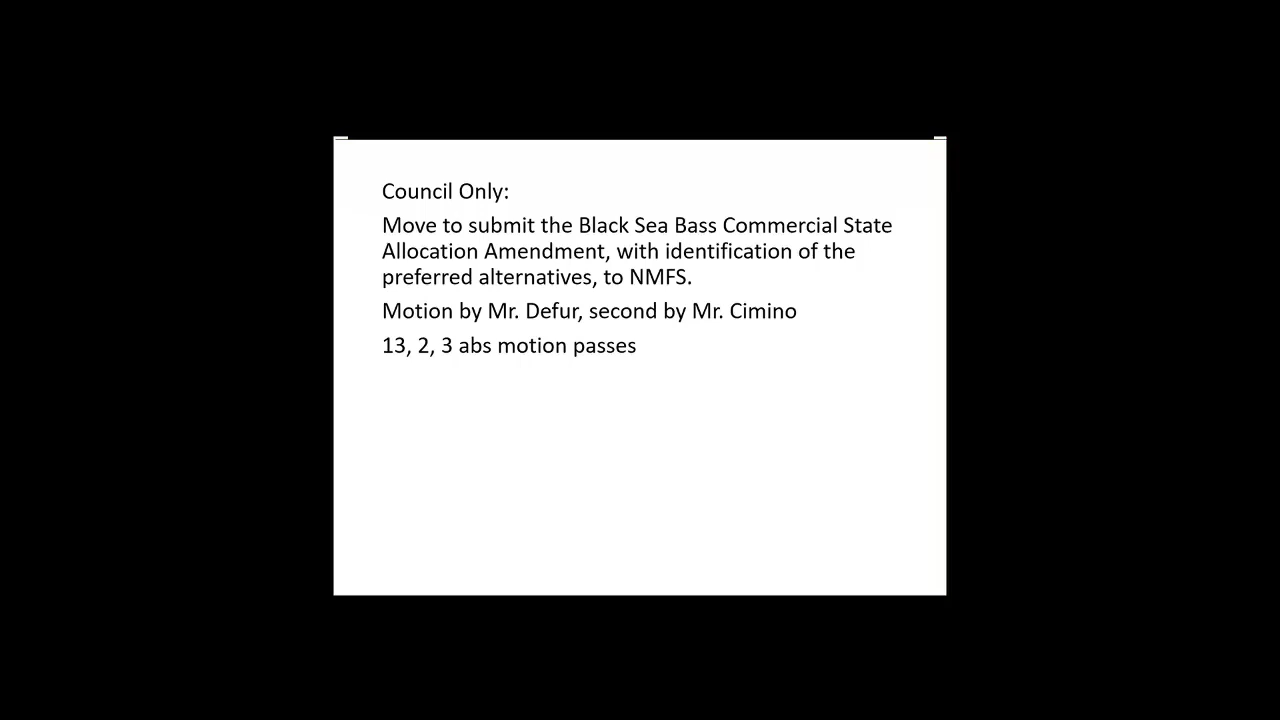 Council Only:
Move to submit the Black Sea Bass Commercial State
Allocation Amendment, with identification of the
preferred alternatives, to NMFS.
Motion by Mr. Defur, second by Mr. Cimino
13, 2, 3 abs motion passes